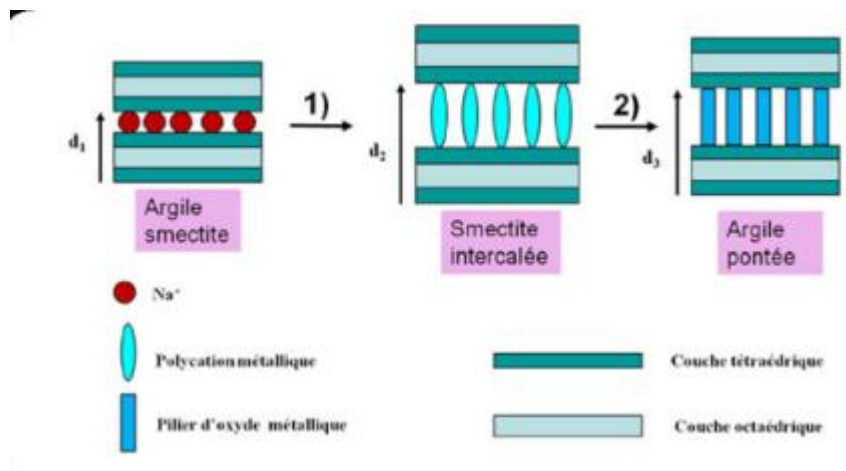 1)
2)
d1
d2
d3
Argile
smectite
Smectite
intercalée
Argile
pontée
Na+
Polycation métallique
Pilier d'oxyde métallique
Couche tétraédrique
Couche octaédrique